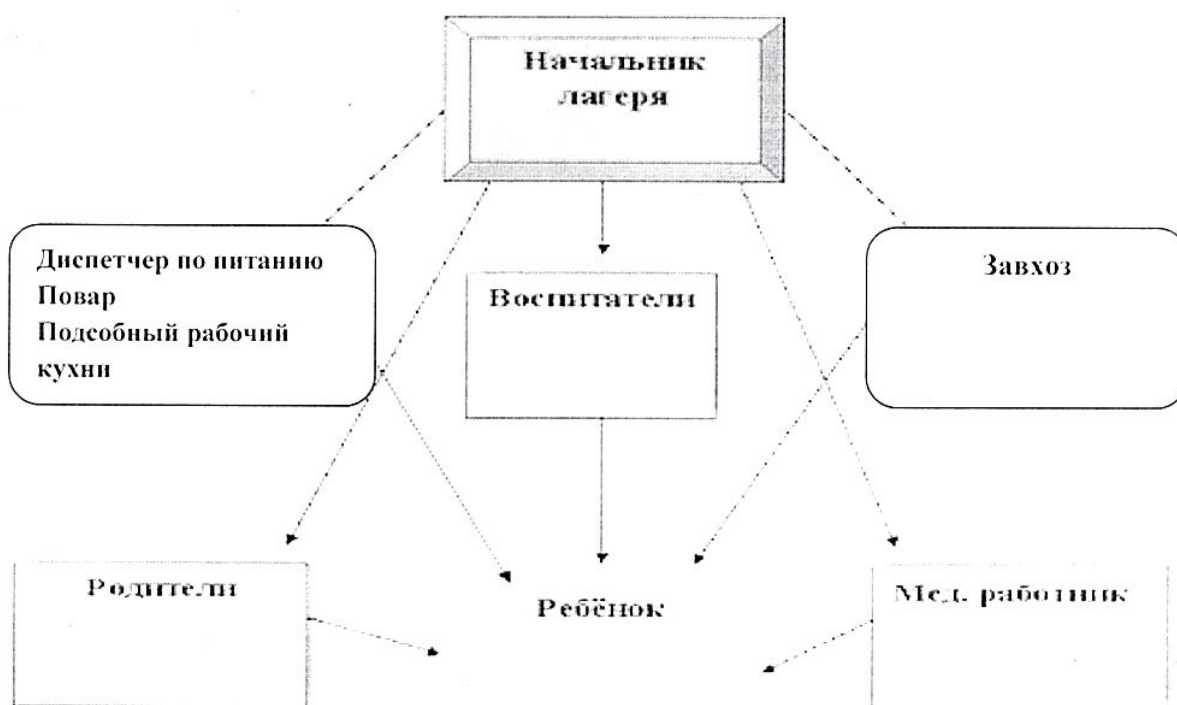 Начальник
лагеря
Диспетчер по питанию
Повар
Подсобный рабочий
кухни
Воспитатели
Завхоз
Родители
Ребёнок
Мед. работник